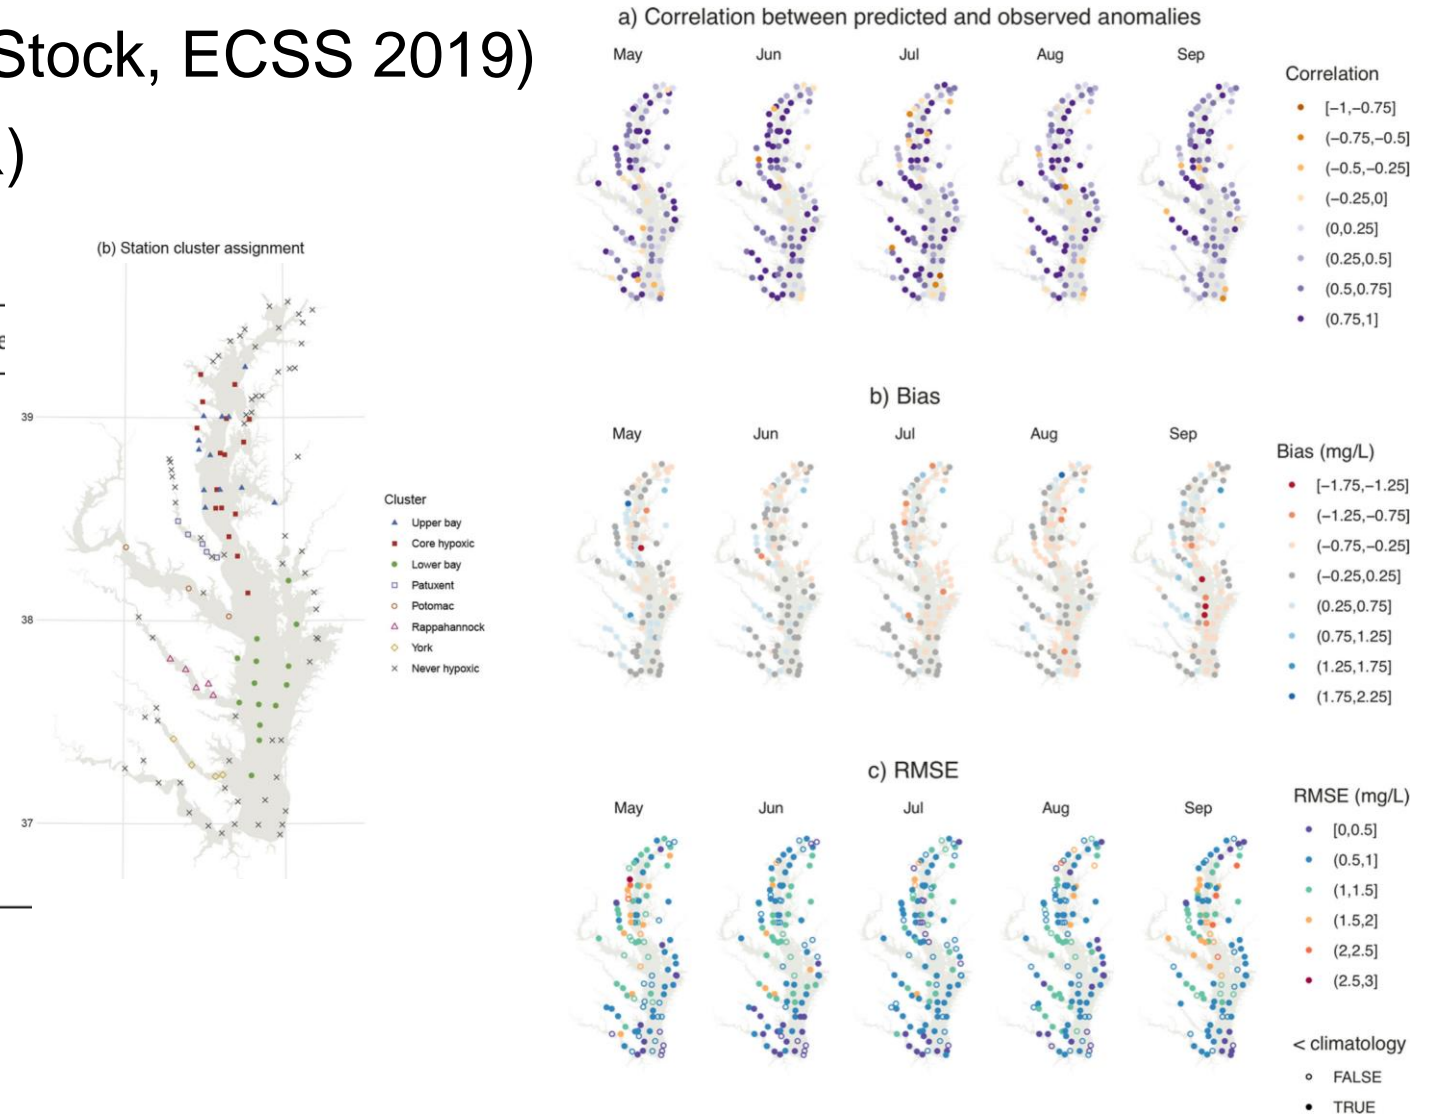 Stock, ECSS 2019)
)
(b) Station cluster assignment
39
38
37
Cluster
Upper bay
Core hypoxic
Lower bay
Patuxent
Potomac
Rappahannock
York
Never hypoxic
a) Correlation between predicted and observed anomalies
May Jun Jul Aug Sep
Correlation
[−1,−0.75]
(−0.75,−0.5]
(−0.5,−0.25]
(−0.25,0]
(0,0.25]
(0.25,0.5]
(0.5,0.75]
(0.75,1]
b) Bias
May Jun Jul Aug Sep
Bias (mg/L)
[−1.75,−1.25]
(−1.25,−0.75]
(−0.75,−0.25]
(−0.25,0.25]
(0.25,0.75]
(0.75,1.25]
(1.25,1.75]
(1.75,2.25]
c) RMSE
May Jun Jul Aug Sep
RMSE (mg/L)
[0,0.5]
(0.5,1]
(1,1.5]
(1.5,2]
(2,2.5]
(2.5,3]
< climatology
FALSE
TRUE